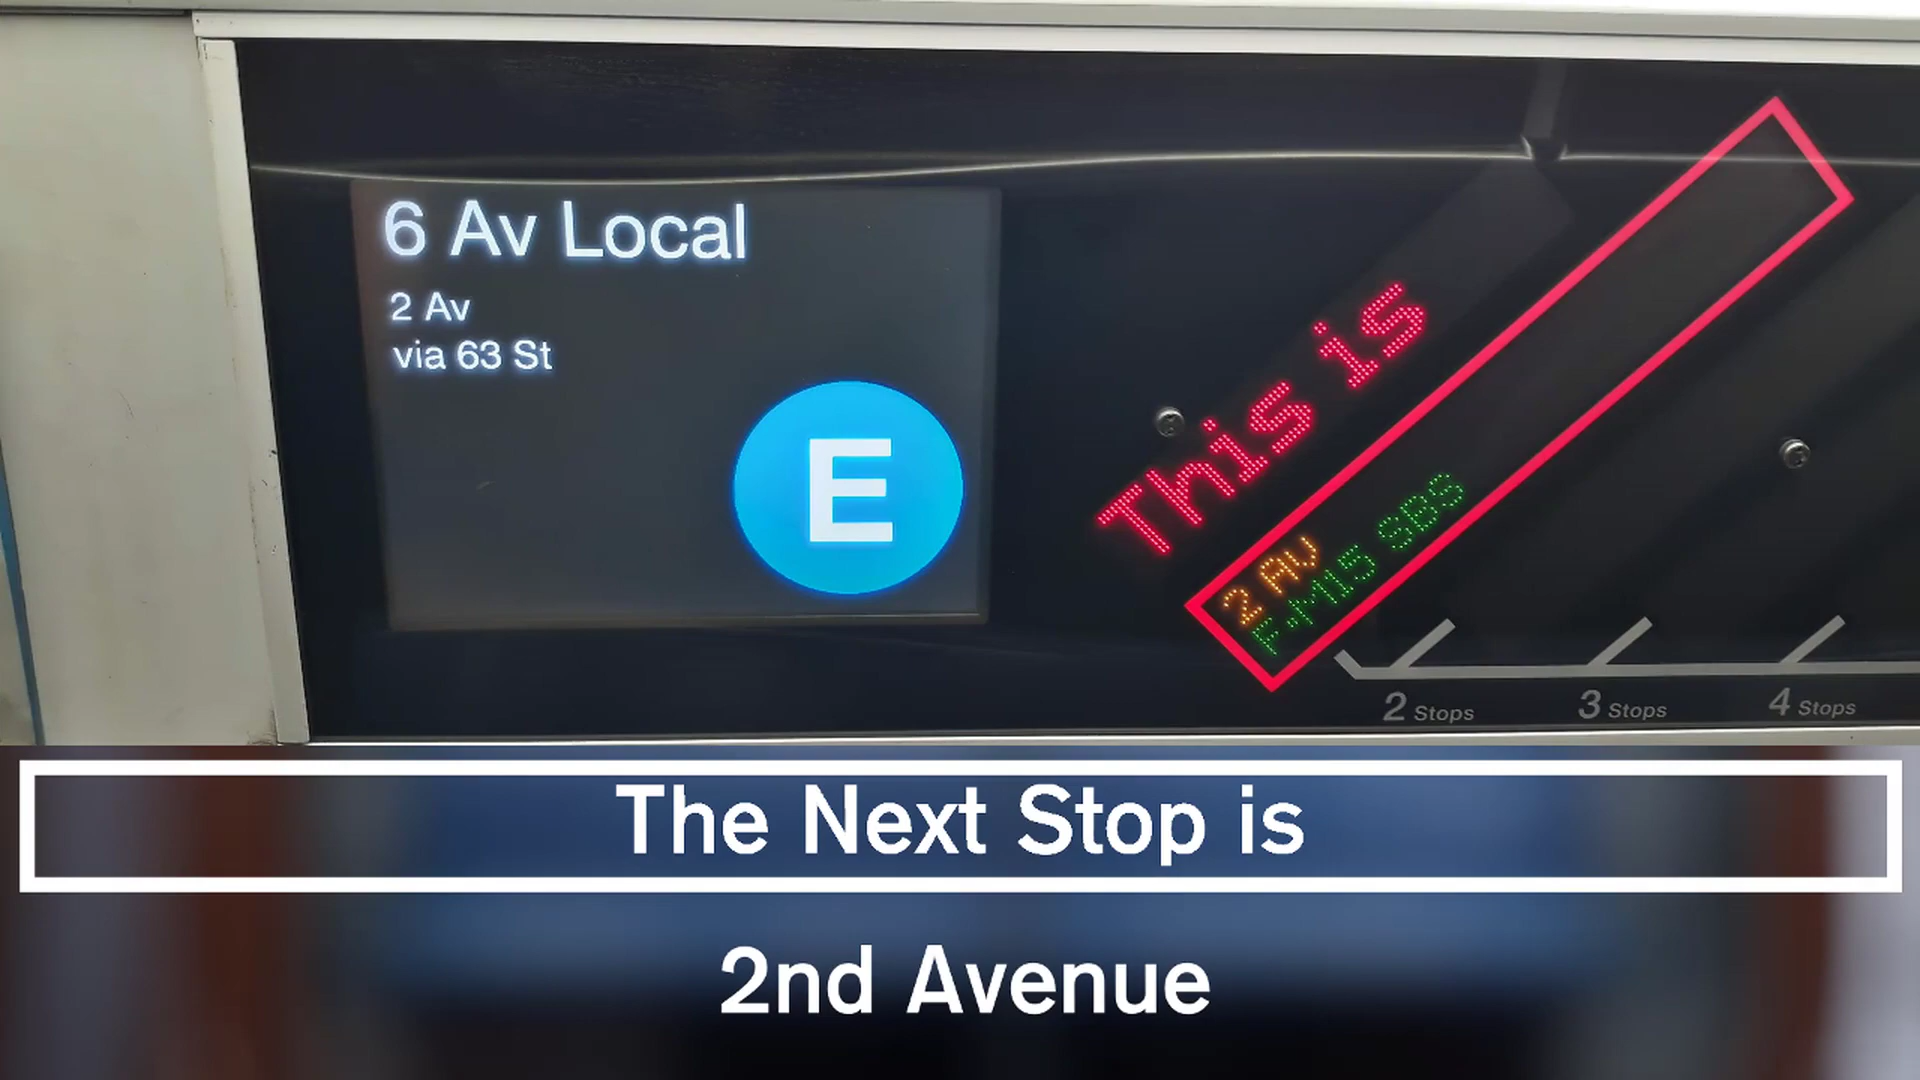 6 Av Local
2 Av
via 63 St
E
This is
2 AV
F-M15 SBS
2 Stops
3 Stops
4 Stops
The Next Stop is
2nd Avenue